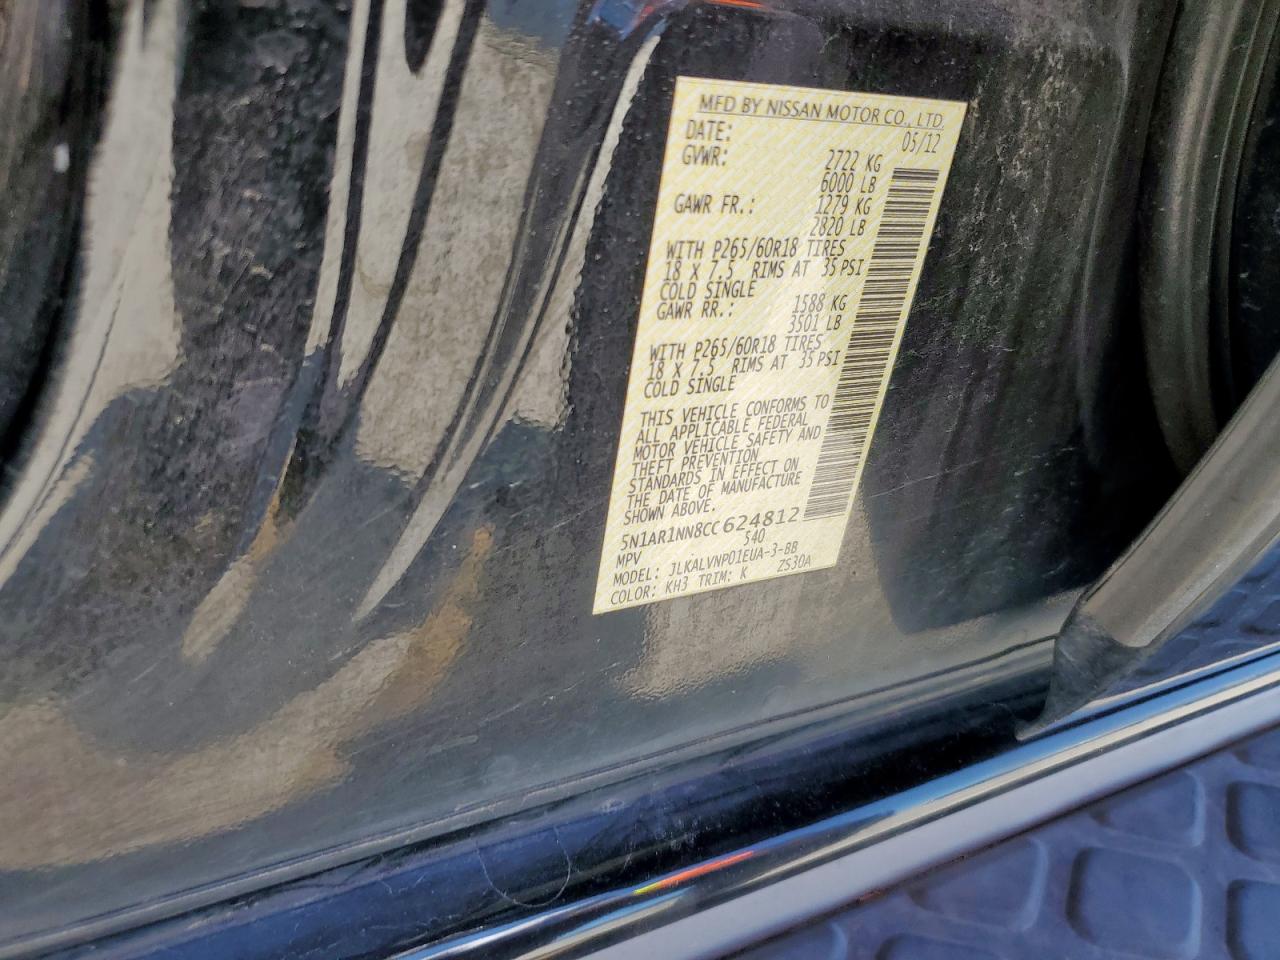 MFD BY NISSAN MOTOR CO., LTD.
DATE: 05/12
GVWR: 2722 KG
6000 LB
GAWR FR.: 1279 KG
2820 LB
WITH P265/60R18 TIRES
18 X 7.5 RIMS AT 35 PSI
COLD SINGLE
GAWR RR.: 1588 KG
3501 LB
WITH P265/60R18 TIRES
18 X 7.5 RIMS AT 35 PSI
COLD SINGLE
THIS VEHICLE CONFORMS TO
ALL APPLICABLE FEDERAL
MOTOR VEHICLE SAFETY AND
THEFT PREVENTION
STANDARDS IN EFFECT ON
THE DATE OF MANUFACTURE
SHOWN ABOVE.
5N1AR1NN8CC624812
MPV 540
MODEL: JLKALVNP01EUA-3-BB
COLOR: KH3 TRIM: K ZS30A